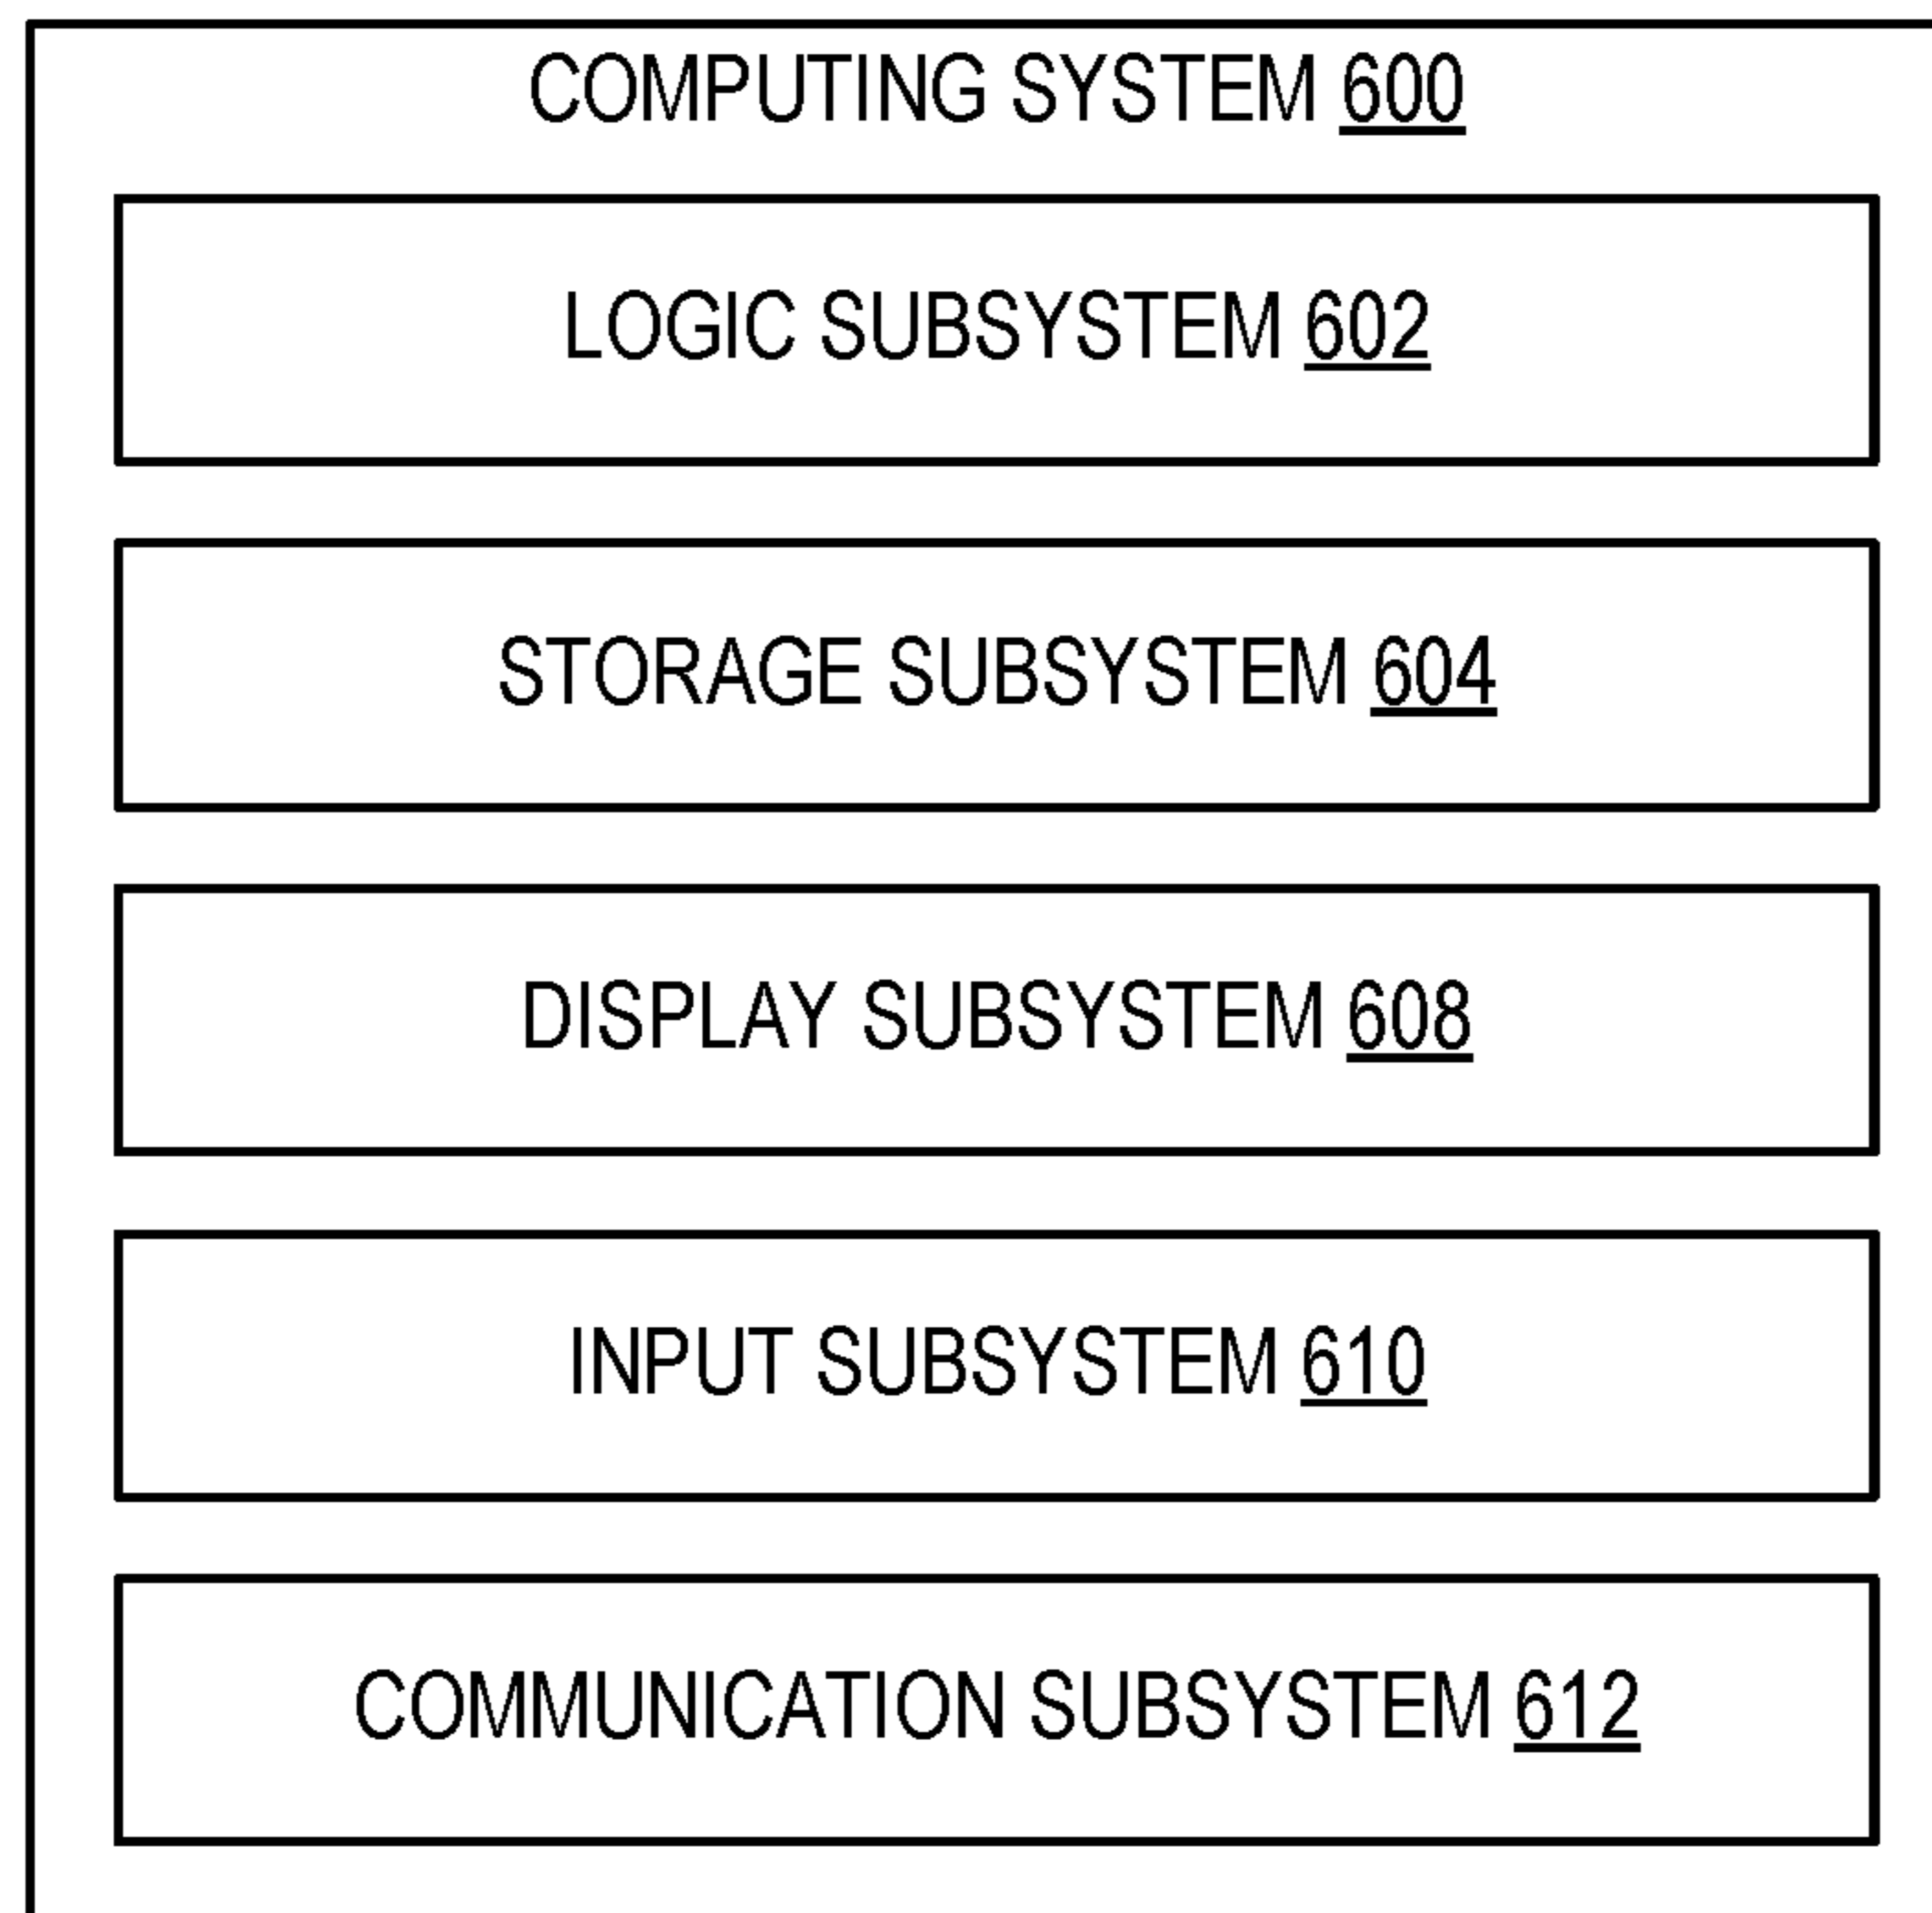 COMPUTING SYSTEM 600
LOGIC SUBSYSTEM 602
STORAGE SUBSYSTEM 604
DISPLAY SUBSYSTEM 608
INPUT SUBSYSTEM 610
COMMUNICATION SUBSYSTEM 612